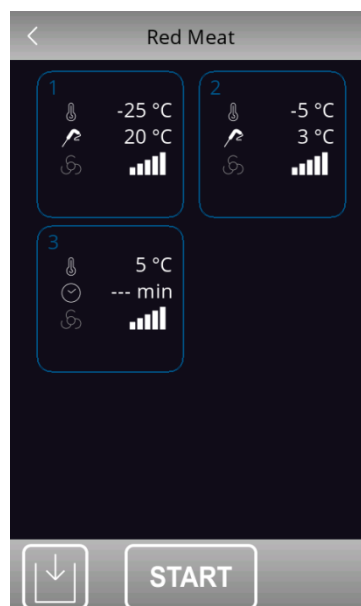 Red Meat
1
-25 °C
20 °C
2
-5 °C
3 °C
3
5 °C
--- min
START